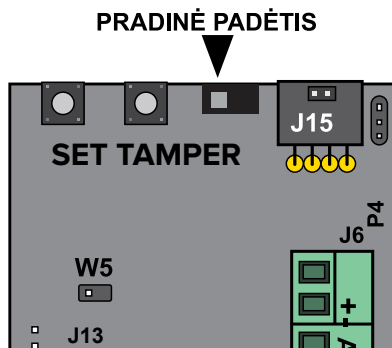 PRADINĖ PADĖTIS
J15
SET TAMPER
P4
J6
W5
+
-
A
J13